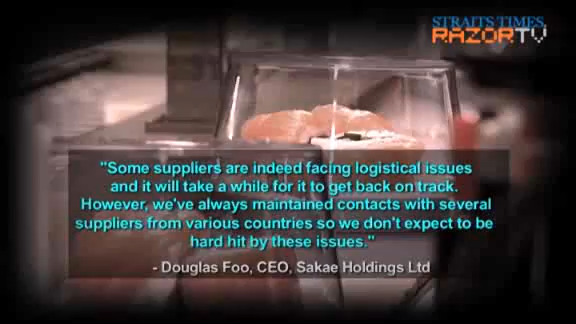 STRAITS TIMES
RAZORTV
"Some suppliers are indeed facing logistical issues
and it will take a while for it to get back on track.
However, we've always maintained contacts with several
suppliers from various countries so we don't expect to be
hard hit by these issues."
- Douglas Foo, CEO, Sakae Holdings Ltd